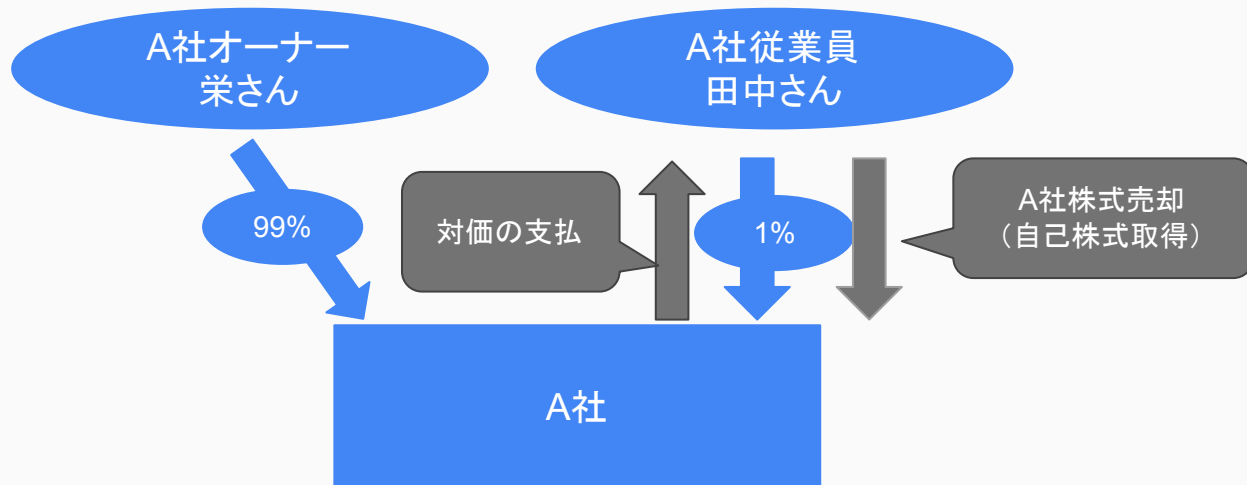 A社オーナー
栄さん
A社従業員
田中さん
99%
対価の支払
1%
A社株式売却
（自己株式取得）
A社